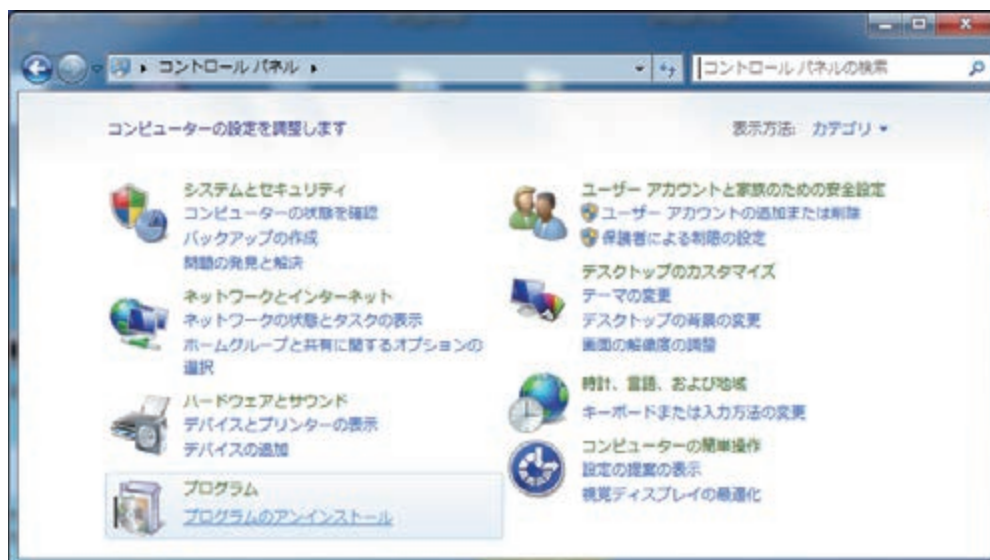 コントロール パネル
コントロール パネルの検索
コンピューターの設定を調整します
表示方法: カテゴリ
システムとセキュリティ
コンピューターの状態を確認
バックアップの作成
問題の発見と解決
ネットワークとインターネット
ネットワークの状態とタスクの表示
ホームグループと共有に関するオプションの
選択
ハードウェアとサウンド
デバイスとプリンターの表示
デバイスの追加
プログラム
プログラムのアンインストール
ユーザー アカウントと家族のための安全設定
ユーザー アカウントの追加または削除
保護者による制限の設定
デスクトップのカスタマイズ
テーマの変更
デスクトップの背景の変更
画面の解像度の調整
時計、言語、および地域
キーボードまたは入力方法の変更
コンピューターの簡単操作
設定の提案の表示
視覚ディスプレイの最適化